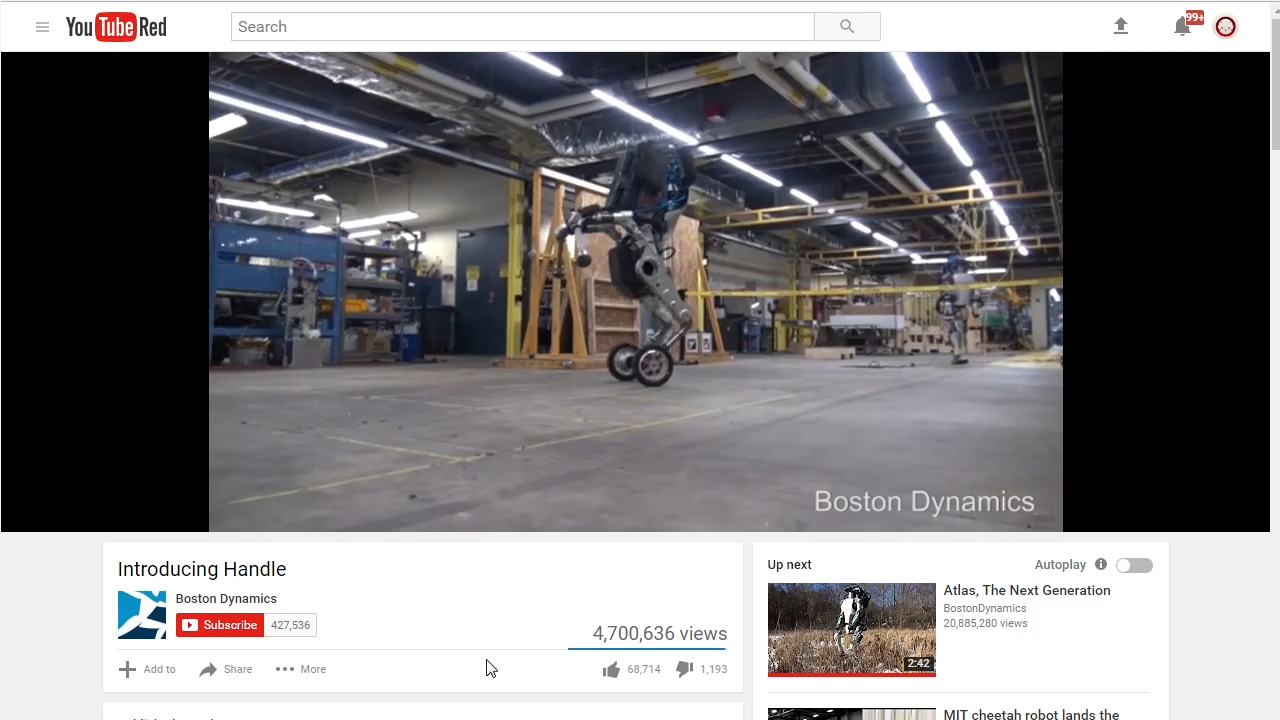 YouTube Red
Search
99+
Boston Dynamics
Introducing Handle
Boston Dynamics
Subscribe 427,536
4,700,636 views
Add to Share More 68,714 1,193
Up next Autoplay
Atlas, The Next Generation
BostonDynamics
20,885,280 views
2:42
MIT cheetah robot lands the